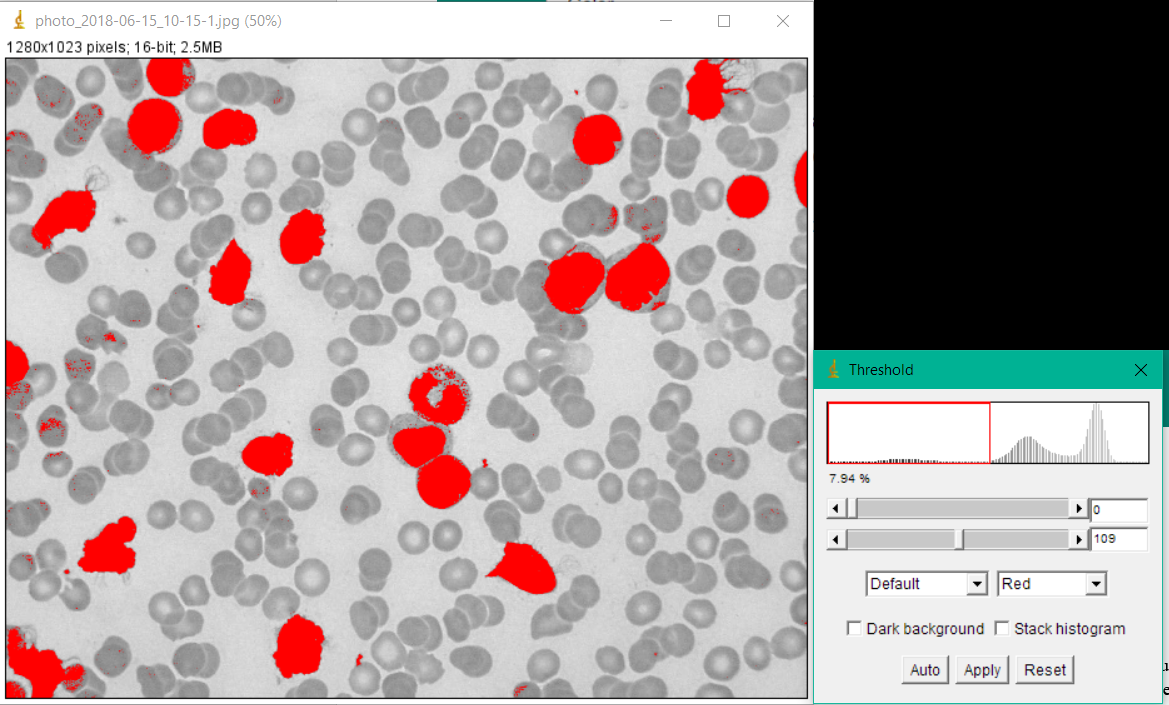 photo_2018-06-15_10-15-1.jpg (50%)
1280x1023 pixels; 16-bit; 2.5MB
Threshold
7.94 %
0
109
Default Red
Dark background Stack histogram
Auto Apply Reset